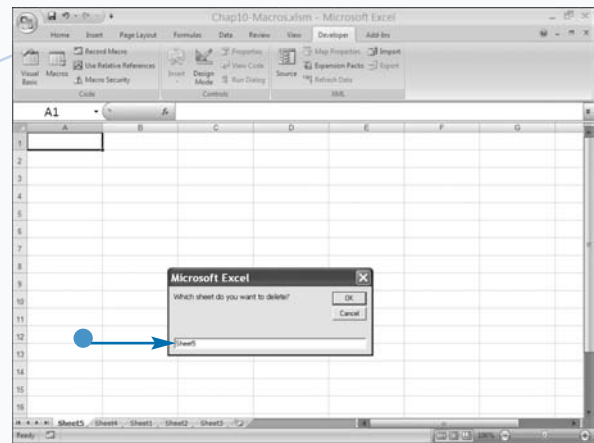 Chap10-Macros.xlsm - Microsoft Excel
Home Insert Page Layout Formulas Data Review View Developer Add-Ins
Visual Basic
Macros
Record Macro
Use Relative References
Macro Security
Code
Insert
Design Mode
Properties
View Code
Run Dialog
Controls
Source
Map Properties
Expansion Packs
Refresh Data
Import
Export
XML
A1
fx
A B C D E F G
1
2
3
4
5
6
7
8
9
10
11
12
13
14
15
16
Microsoft Excel
Which sheet do you want to delete?
OK
Cancel
Sheet5
Sheet5 Sheet4 Sheet1 Sheet2 Sheet3
Ready
100%